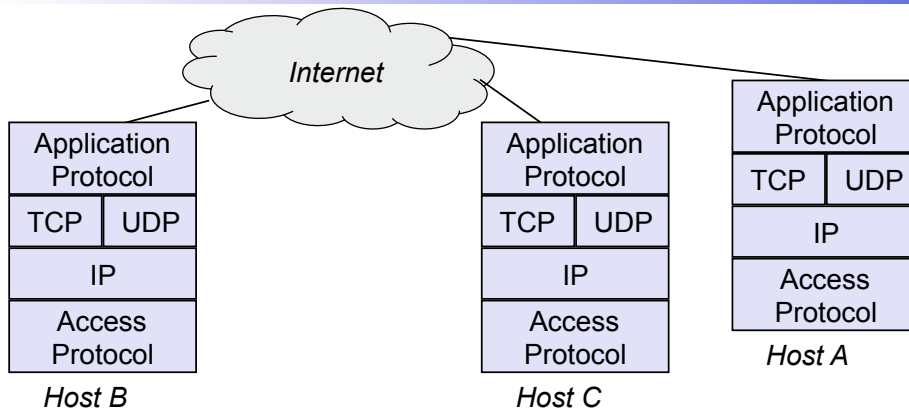 Internet
Application
Protocol
TCP
UDP
IP
Access
Protocol
Host B
Application
Protocol
TCP
UDP
IP
Access
Protocol
Host C
Application
Protocol
TCP
UDP
IP
Access
Protocol
Host A